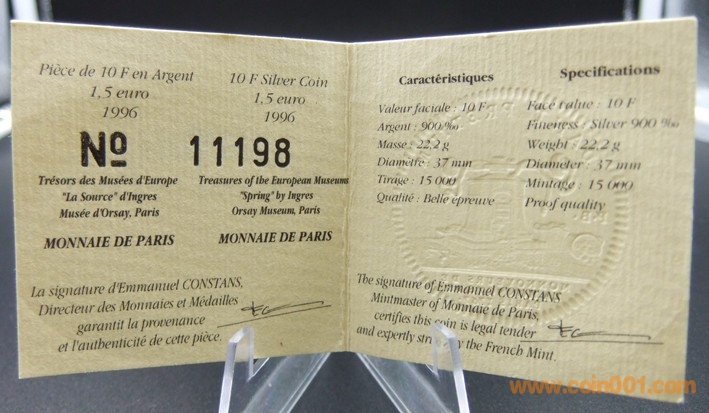 Pièce de 10 F en Argent
1,5 euro
1996
10 F Silver Coin
1,5 euro
1996
Nº 11198
Trésors des Musées d'Europe
"La Source" d'Ingres
Musée d'Orsay, Paris
MONNAIE DE PARIS
Treasures of the European Museums
"Spring" by Ingres
Orsay Museum, Paris
MONNAIE DE PARIS
La signature d'Emmanuel CONSTANS,
Directeur des Monnaies et Médailles
garantit la provenance
et l'authenticité de cette pièce.
Caractéristiques
Valeur faciale : 10 F
Argent : 900 ‰
Masse : 22,2 g
Diamètre : 37 mm
Tirage : 15 000
Qualité : Belle épreuve
Specifications
Face value : 10 F
Fineness : Silver 900 ‰
Weight : 22,2 g
Diameter : 37 mm
Mintage : 15 000
Proof quality
The signature of Emmanuel CONSTANS
Mintmaster of Monnaie de Paris,
certifies this coin is legal tender
and expertly struck by the French Mint.
www.coin001.com